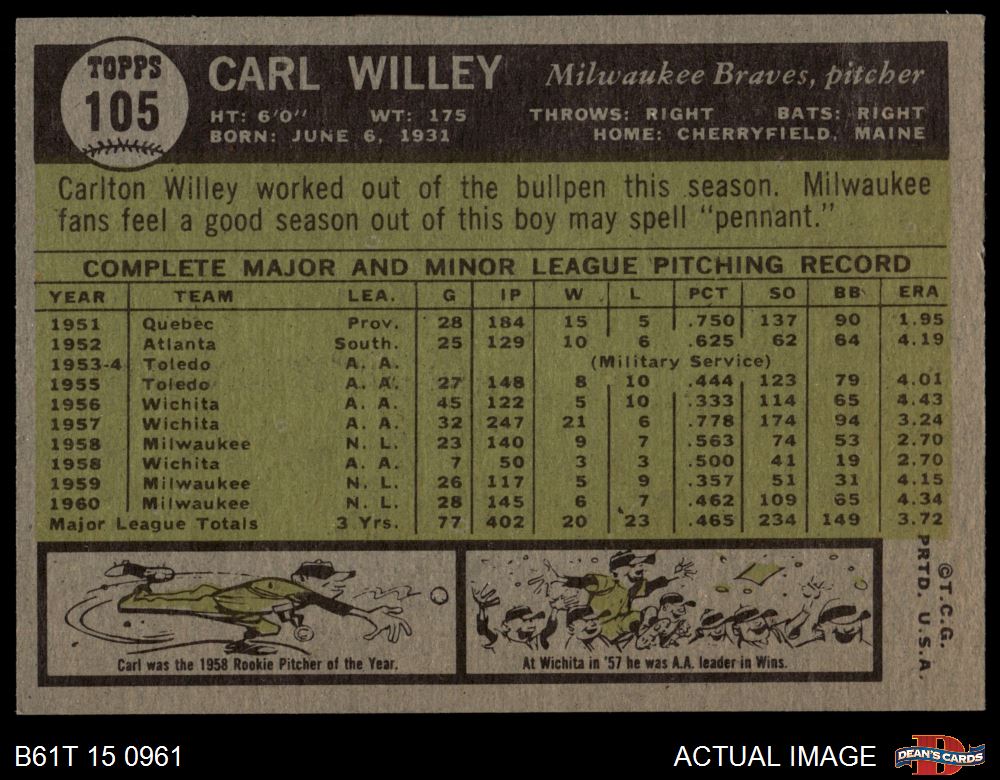 TOPPS
105
CARL WILLEY Milwaukee Braves, pitcher
HT: 6'0" WT: 175 THROWS: RIGHT BATS: RIGHT
BORN: JUNE 6, 1931 HOME: CHERRYFIELD, MAINE
Carlton Willey worked out of the bullpen this season. Milwaukee
fans feel a good season out of this boy may spell "pennant."
COMPLETE MAJOR AND MINOR LEAGUE PITCHING RECORD
YEAR TEAM LEA. G IP W L PCT SO BB ERA
1951 Quebec Prov. 28 184 15 5 .750 137 90 1.95
1952 Atlanta South. 25 129 10 6 .625 62 64 4.19
1953-4 Toledo A. A. (Military Service)
1955 Toledo A. A. 27 148 8 10 .444 123 79 4.01
1956 Wichita A. A. 45 122 5 10 .333 114 65 4.43
1957 Wichita A. A. 32 247 21 6 .778 174 94 3.24
1958 Milwaukee N. L. 23 140 9 7 .563 74 53 2.70
1958 Wichita A. A. 7 50 3 3 .500 41 19 2.70
1959 Milwaukee N. L. 26 117 5 9 .357 51 31 4.15
1960 Milwaukee N. L. 28 145 6 7 .462 109 65 4.34
Major League Totals 3 Yrs. 77 402 20 23 .465 234 149 3.72
Carl was the 1958 Rookie Pitcher of the Year.
At Wichita in '57 he was A.A. leader in Wins.
©T.C.G.
PRTD. U.S.A.
B61T 15 0961
ACTUAL IMAGE
D
DEAN'S CARDS